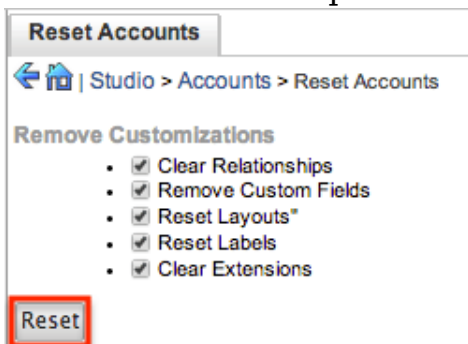 Reset Accounts
| Studio > Accounts > Reset Accounts
Remove Customizations
• Clear Relationships
• Remove Custom Fields
• Reset Layouts"
• Reset Labels
• Clear Extensions
Reset